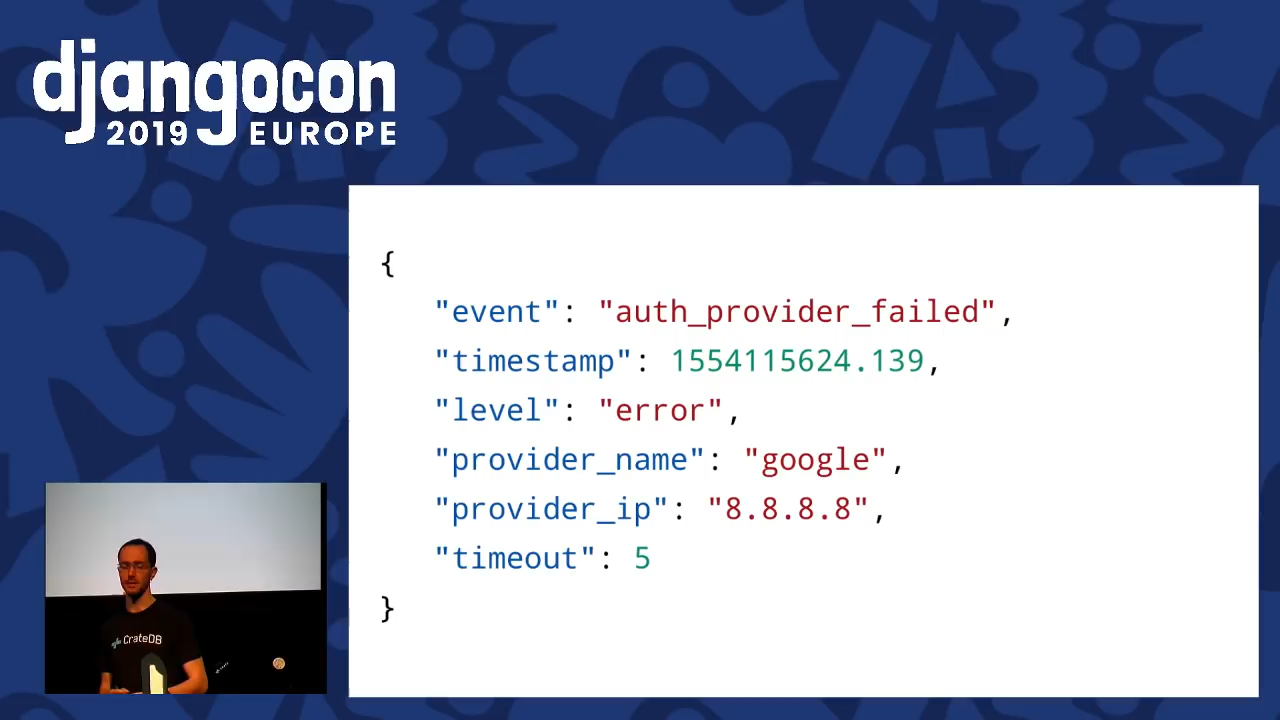 djangocon
2019 EUROPE
{
"event": "auth_provider_failed",
"timestamp": 1554115624.139,
"level": "error",
"provider_name": "google",
"provider_ip": "8.8.8.8",
"timeout": 5
}
CrateDB